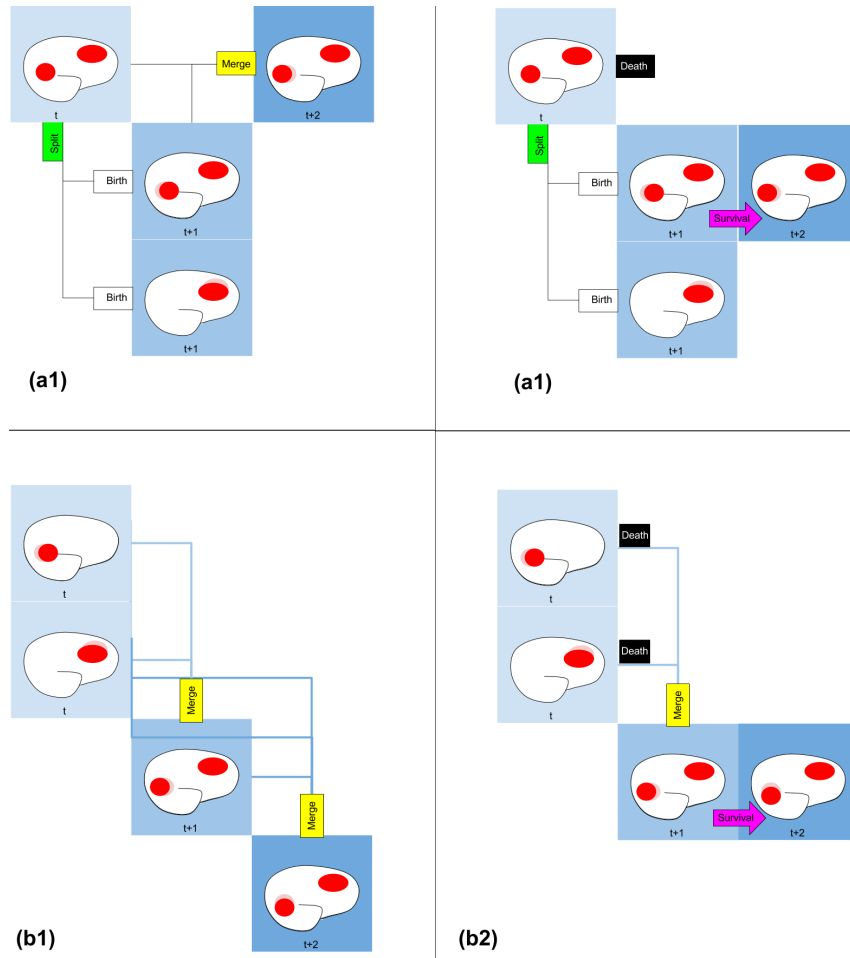 Merge
t
t+2
Split
Birth
t+1
Birth
t+1
(a1)
Death
t
Split
Birth
Survival
t+1
t+2
Birth
t+1
(a1)
t
t
Merge
t+1
Merge
t+2
(b1)
Death
t
Death
t
Merge
Survival
t+1
t+2
(b2)